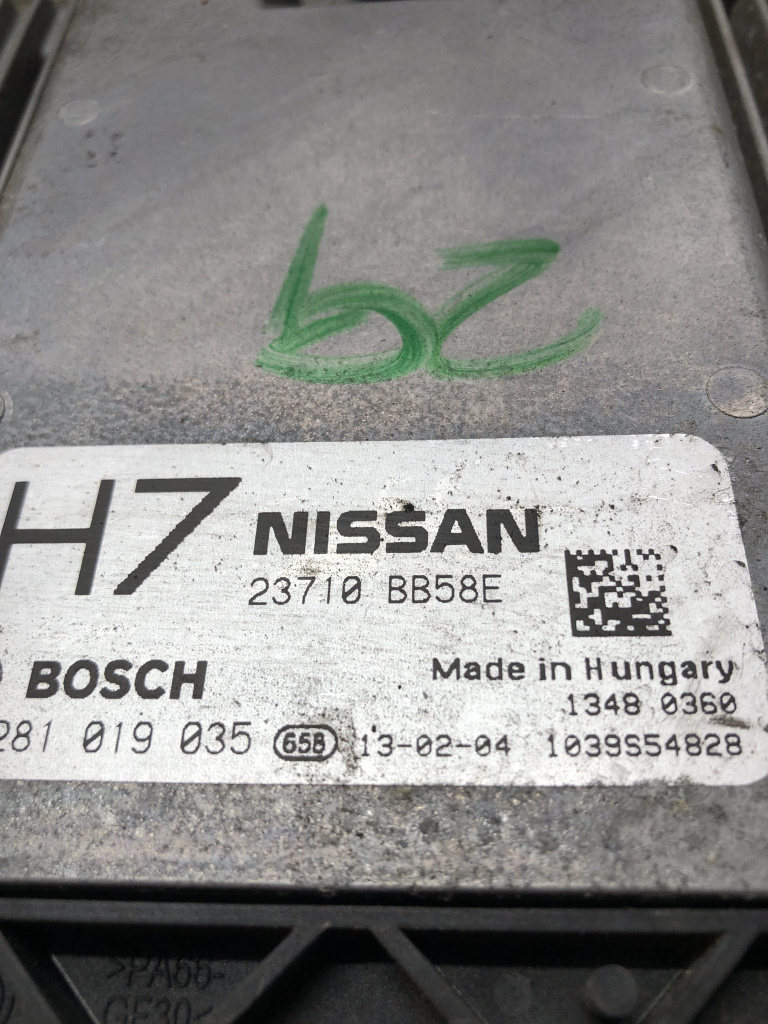 H7 NISSAN
23710 BB58E
BOSCH Made in Hungary
1348 0360
281 019 035 658 13-02-04 1039S54828
>PA66-
GF30<